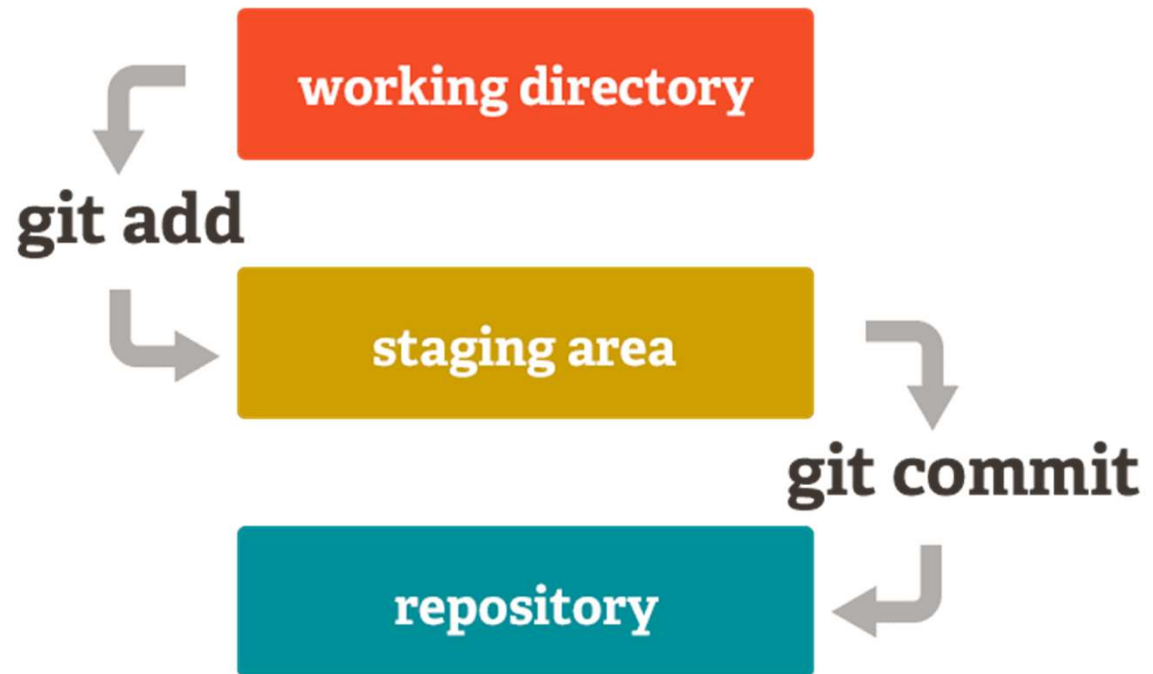 working directory
git add
staging area
git commit
repository